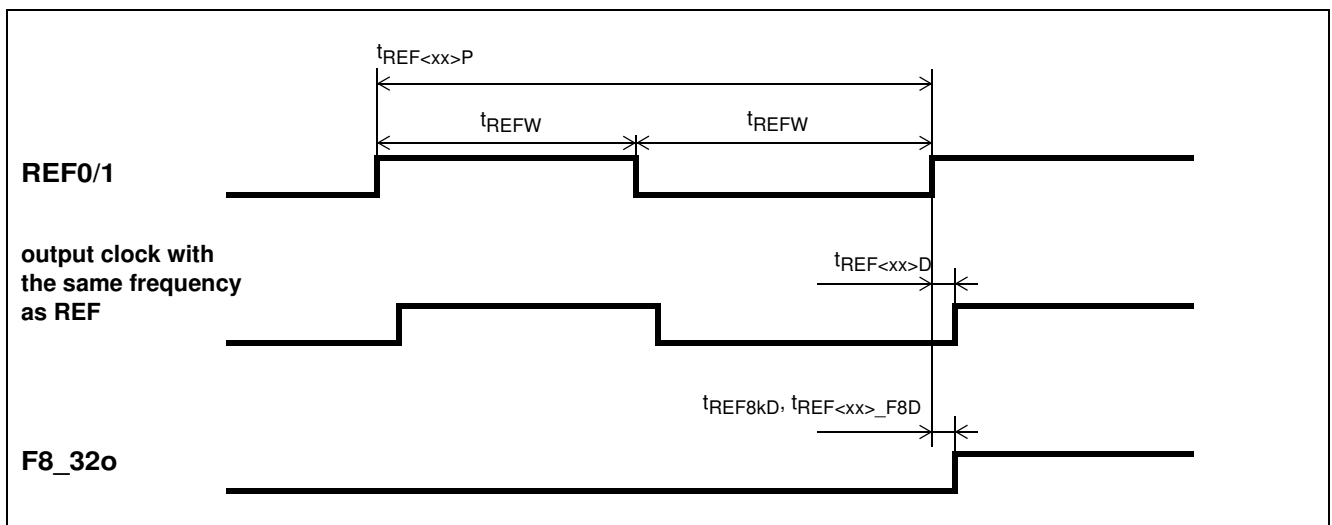 tREF<xx>P
tREFW tREFW
REF0/1
output clock with
the same frequency
as REF
tREF<xx>D
tREF8kD, tREF<xx>_F8D
F8_32o